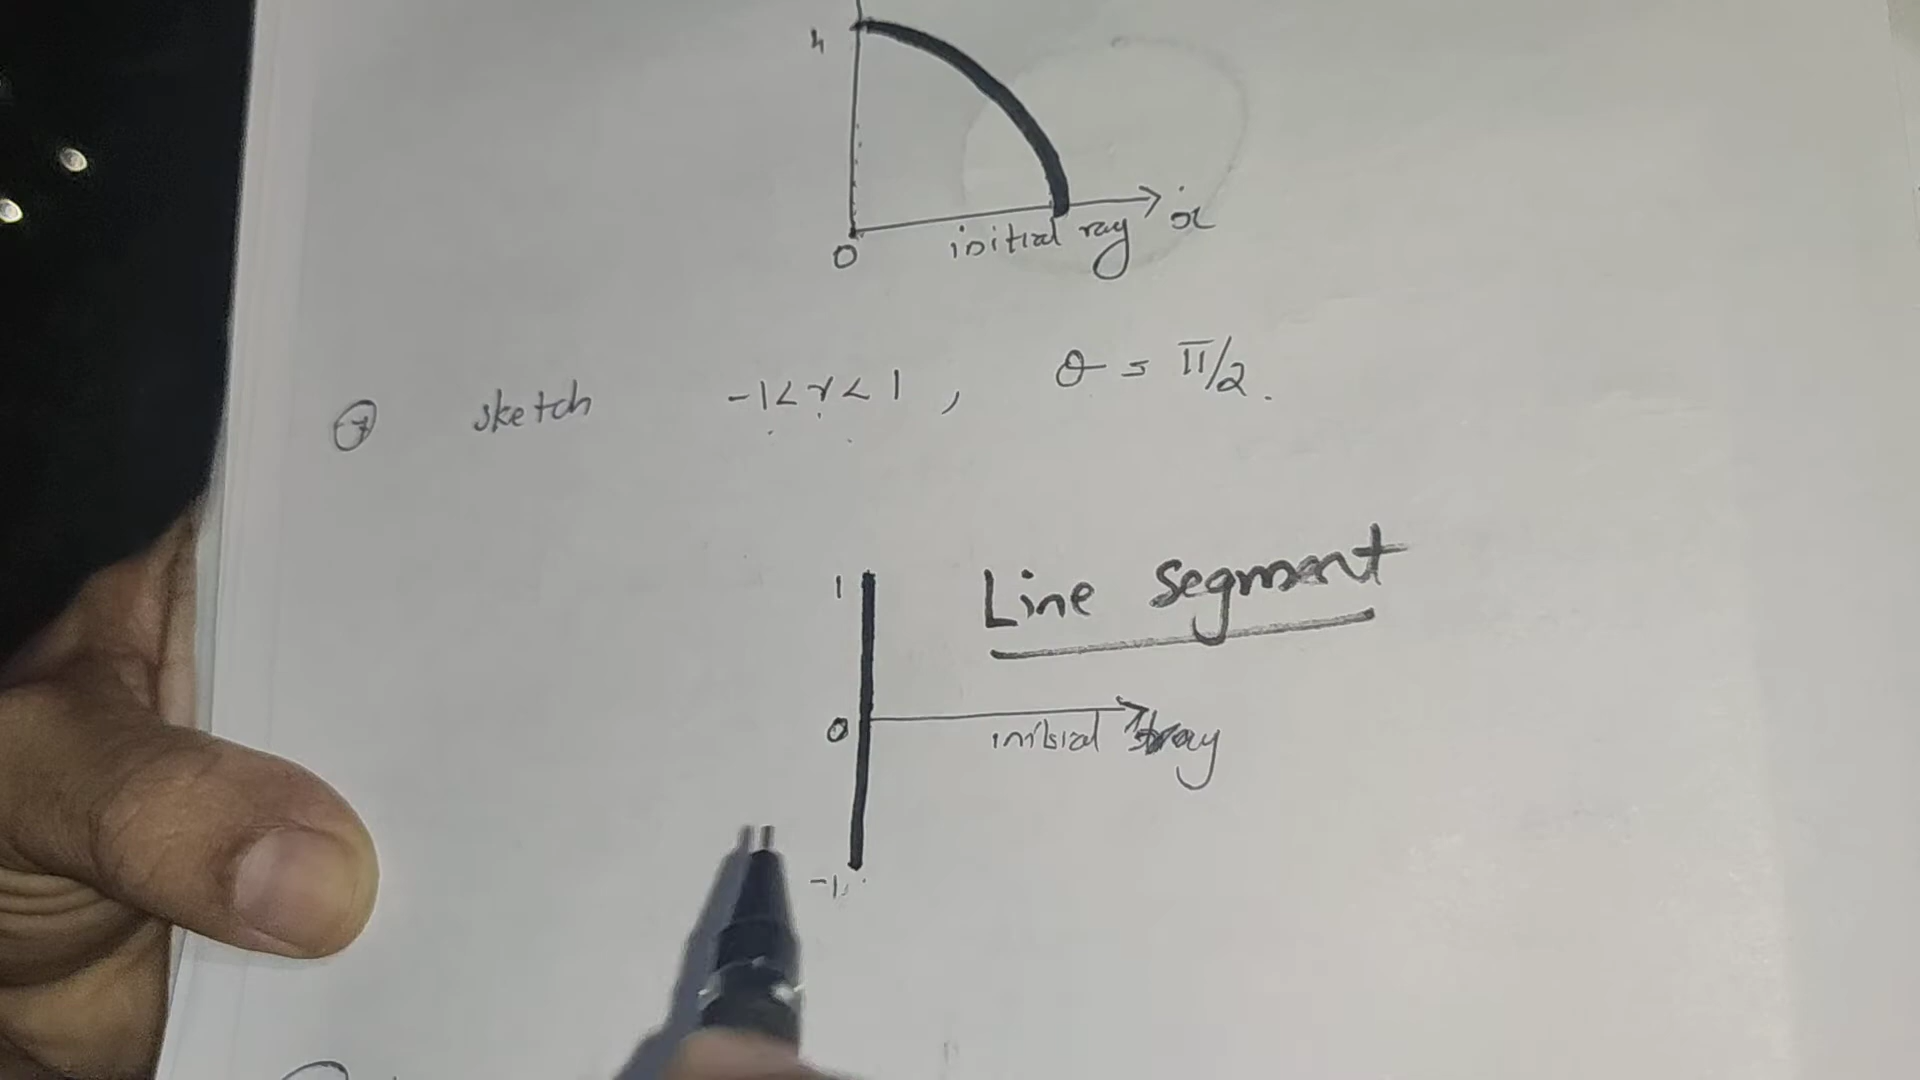 4
0 initial ray x
⑦ sketch -1<r<1, θ = π/2.
1 Line segment
0 initial ray
-1